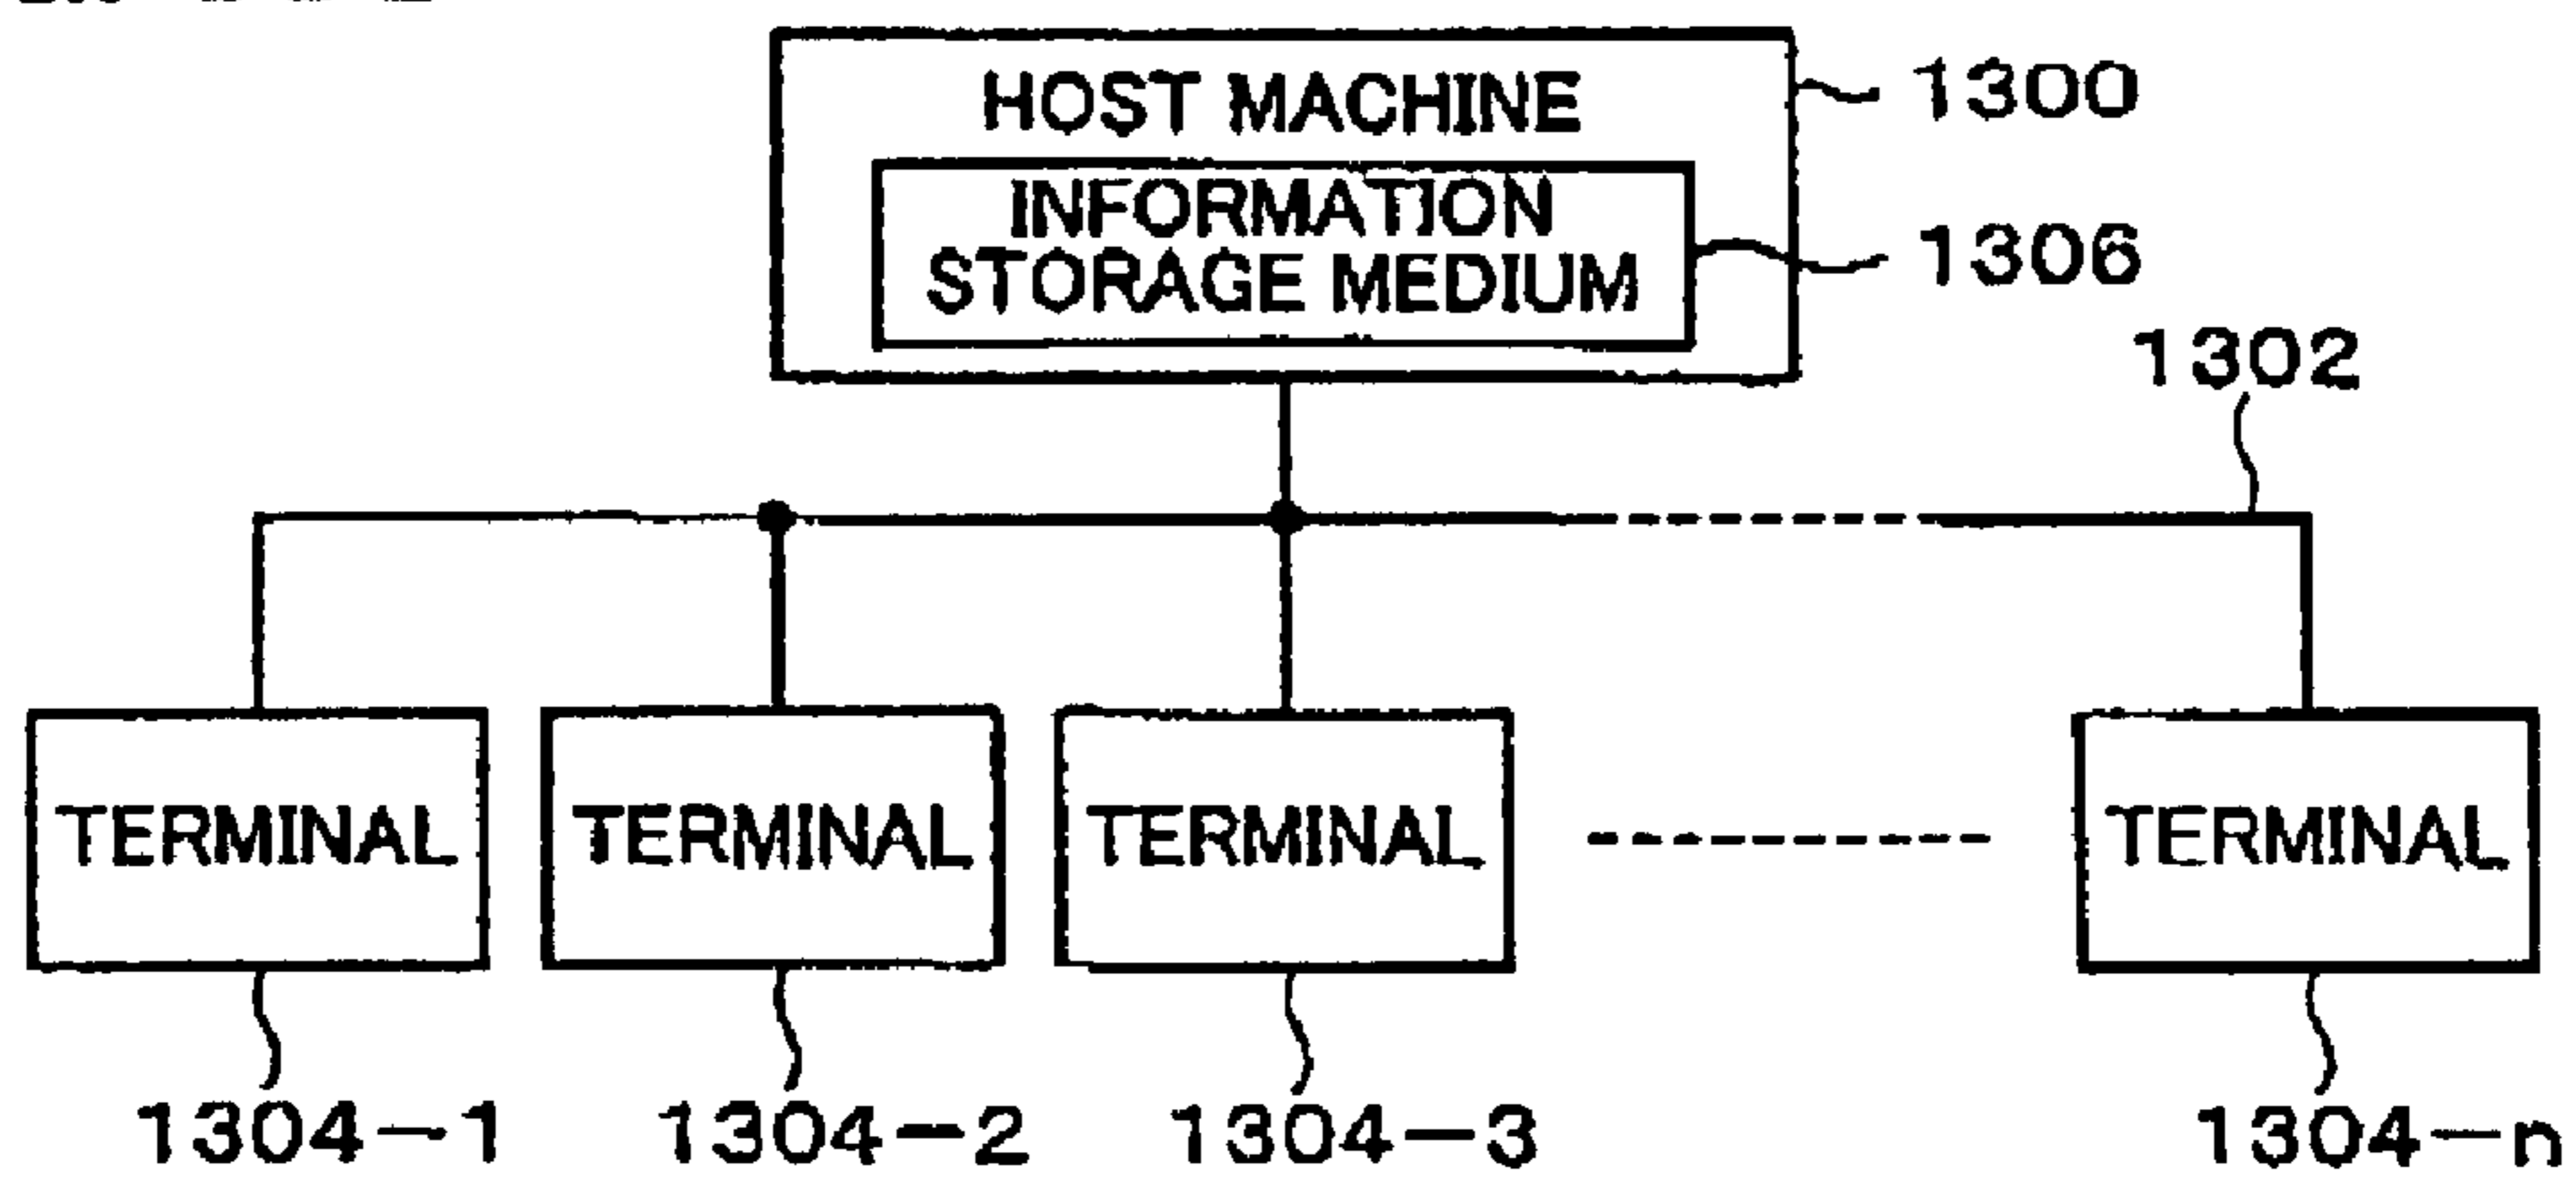 HOST MACHINE
1300
INFORMATION
STORAGE MEDIUM
1306
1302
TERMINAL TERMINAL TERMINAL TERMINAL
1304-1 1304-2 1304-3 1304-n